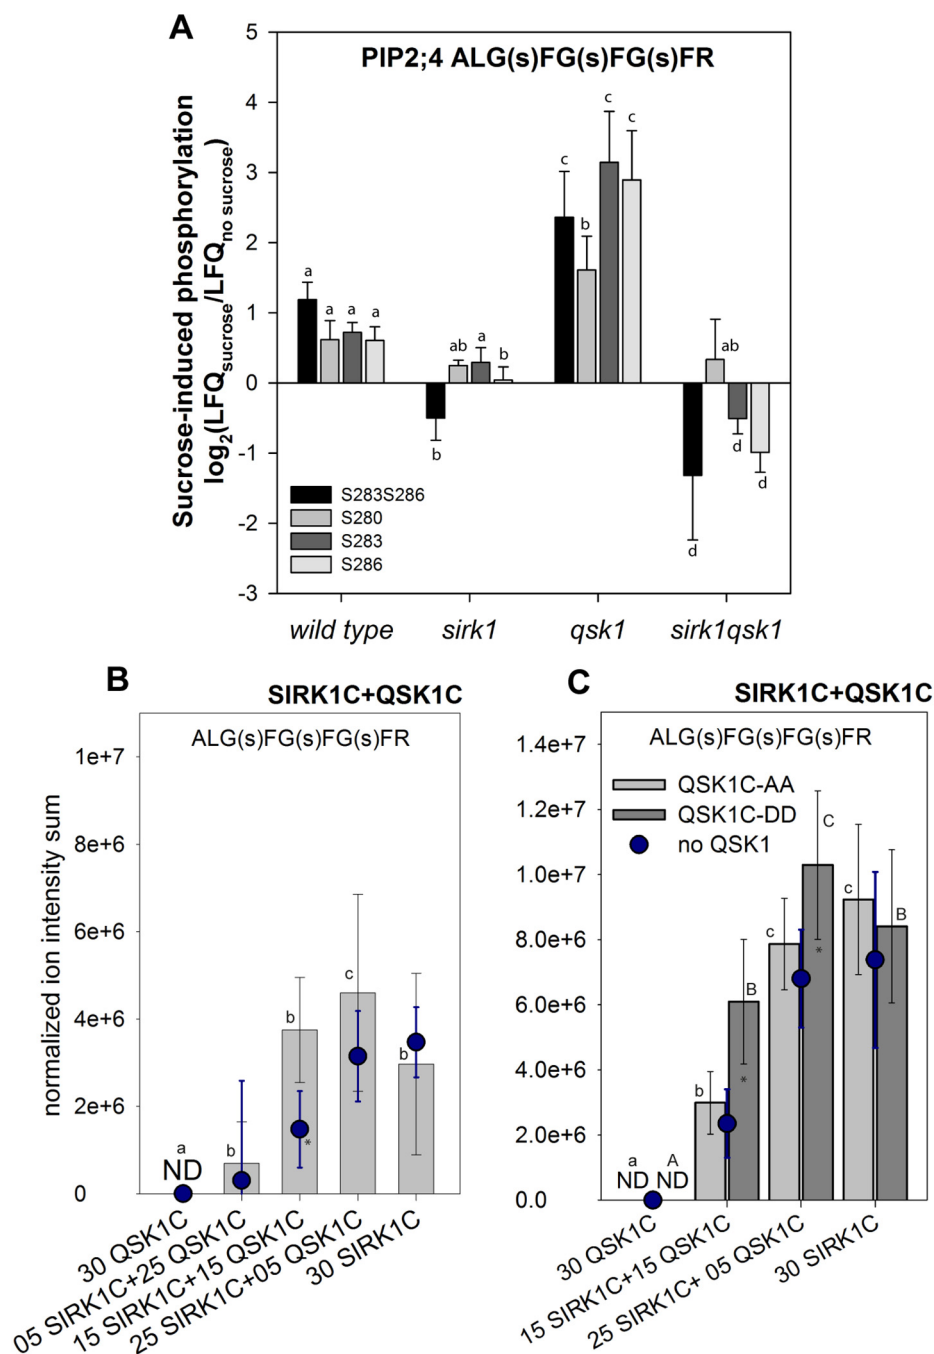 A
PIP2;4 ALG(s)FG(s)FG(s)FR
Sucrose-induced phosphorylation
log2(LFQsucrose/LFQno sucrose)
5
4
3
2
1
0
-1
-2
-3
a
a
a
a
b
ab
a
b
c
b
c
c
d
ab
d
d
S283S286
S280
S283
S286
wild type
sirk1
qsk1
sirk1qsk1
B
SIRK1C+QSK1C
ALG(s)FG(s)FG(s)FR
normalized ion intensity sum
1e+7
8e+6
6e+6
4e+6
2e+6
0
a
ND
b
b
*
c
b
30 QSK1C
05 SIRK1C+25 QSK1C
15 SIRK1C+15 QSK1C
25 SIRK1C+05 QSK1C
30 SIRK1C
C
SIRK1C+QSK1C
ALG(s)FG(s)FG(s)FR
QSK1C-AA
QSK1C-DD
no QSK1
1.4e+7
1.2e+7
1.0e+7
8.0e+6
6.0e+6
4.0e+6
2.0e+6
0.0
a A
ND ND
b
B
*
c
C
*
c
B
30 QSK1C
15 SIRK1C+15 QSK1C
25 SIRK1C+ 05 QSK1C
30 SIRK1C